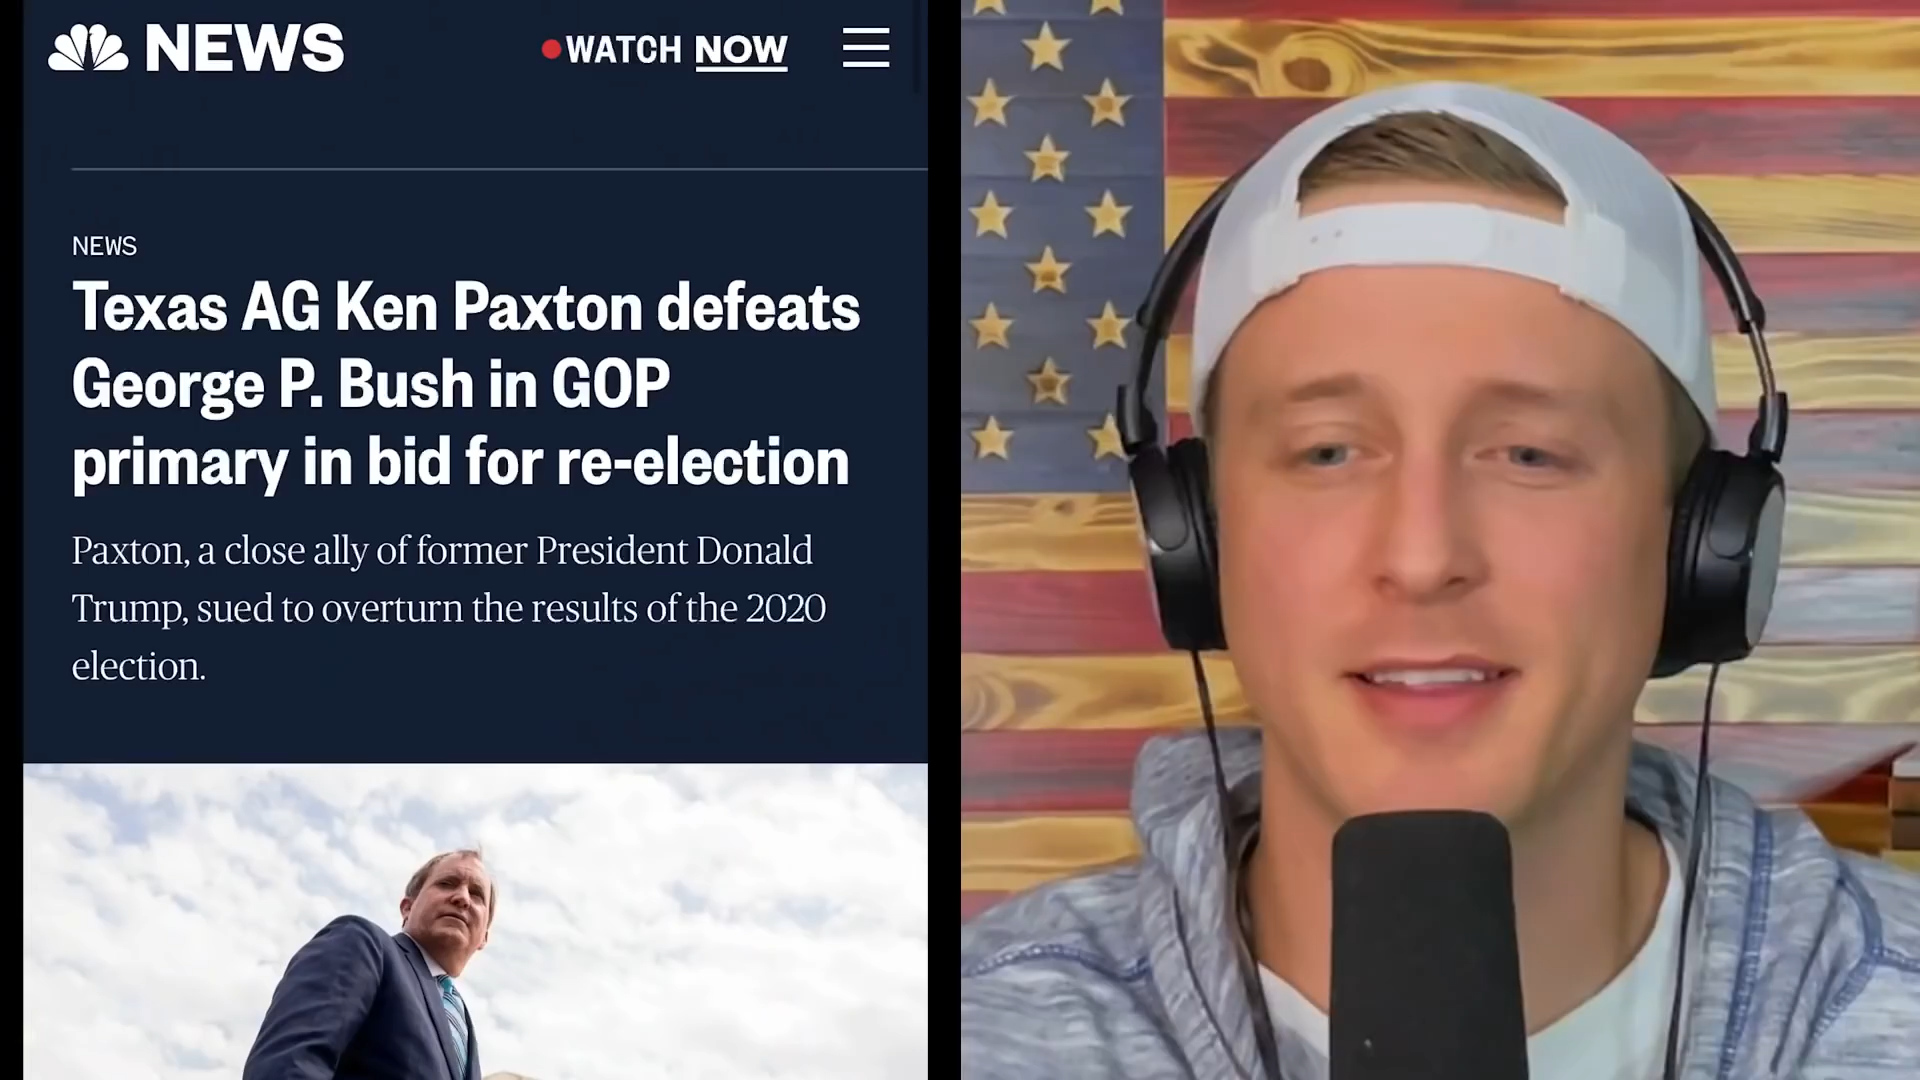 NEWS
WATCH NOW
NEWS
Texas AG Ken Paxton defeats
George P. Bush in GOP
primary in bid for re-election
Paxton, a close ally of former President Donald
Trump, sued to overturn the results of the 2020
election.